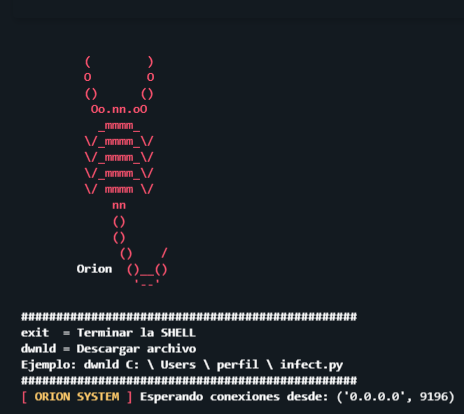 (          )
O          O
()        ()
Oo.nn.oO
_mmmm_
\/_mmmm_\/
\/_mmmm_\/
\/_mmmm_\/
\/ mmmm \/
nn
()
()
()    /
Orion  ()__()
'--'
################################################
exit  = Terminar la SHELL
dwnld = Descargar archivo
Ejemplo: dwnld C: \ Users \ perfil \ infect.py
################################################
[ ORION SYSTEM ] Esperando conexiones desde: ('0.0.0.0', 9196)